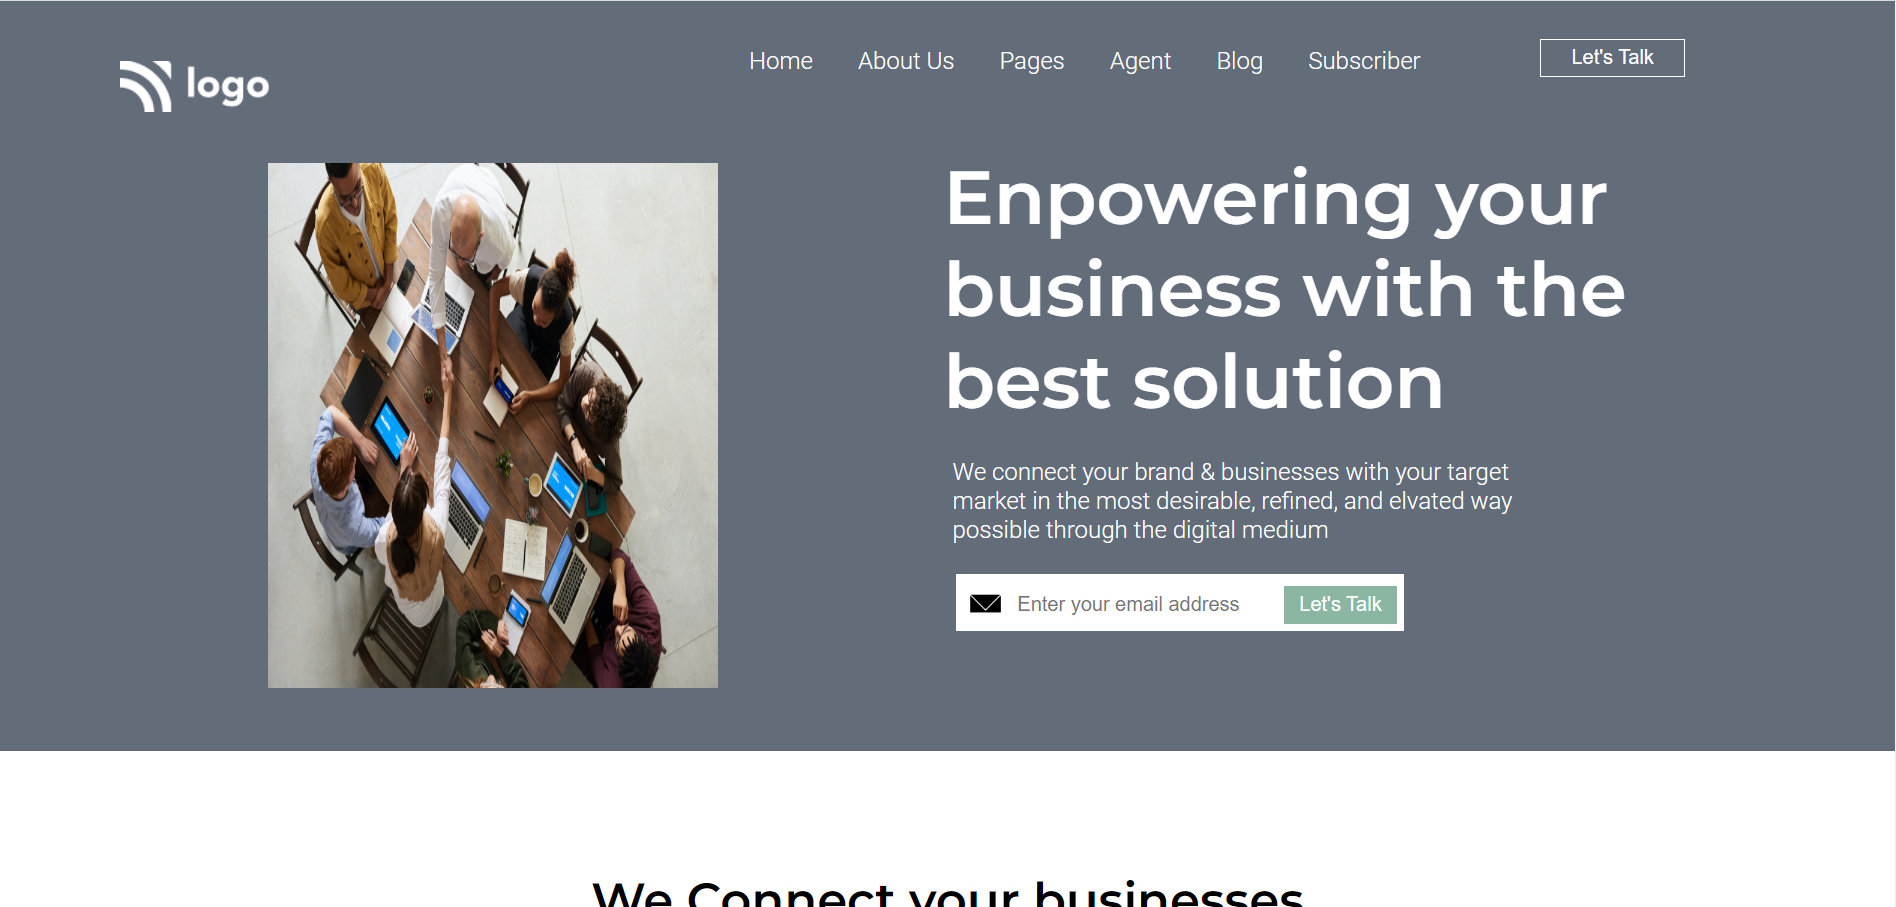 logo
Home About Us Pages Agent Blog Subscriber Let's Talk
Enpowering your
business with the
best solution
We connect your brand & businesses with your target
market in the most desirable, refined, and elvated way
possible through the digital medium
Enter your email address Let's Talk
We Connect your businesses